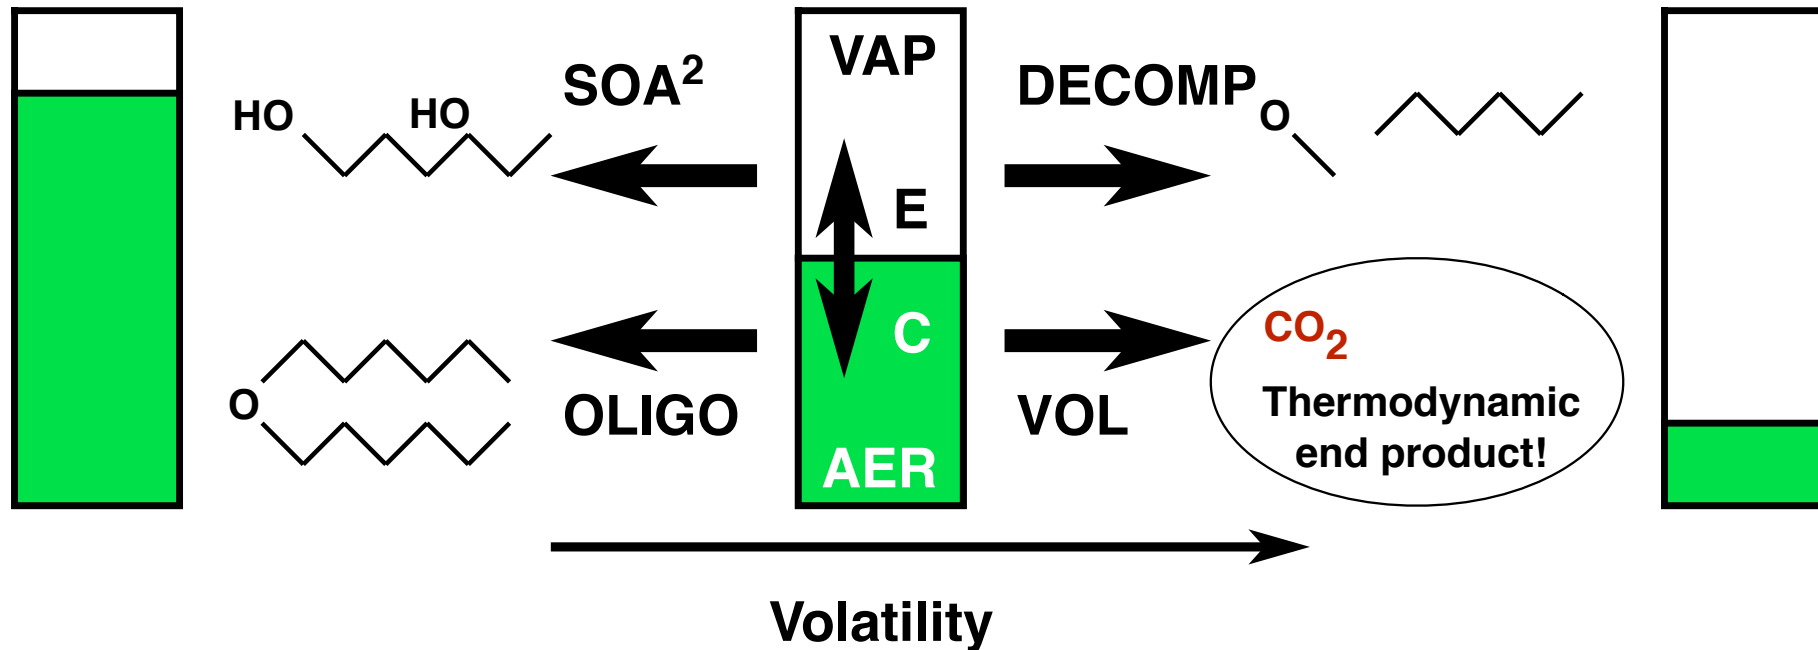 VAP
SOA²
DECOMP
HO
HO
O
E
C
CO₂
Thermodynamic
end product!
O
OLIGO
VOL
AER
Volatility